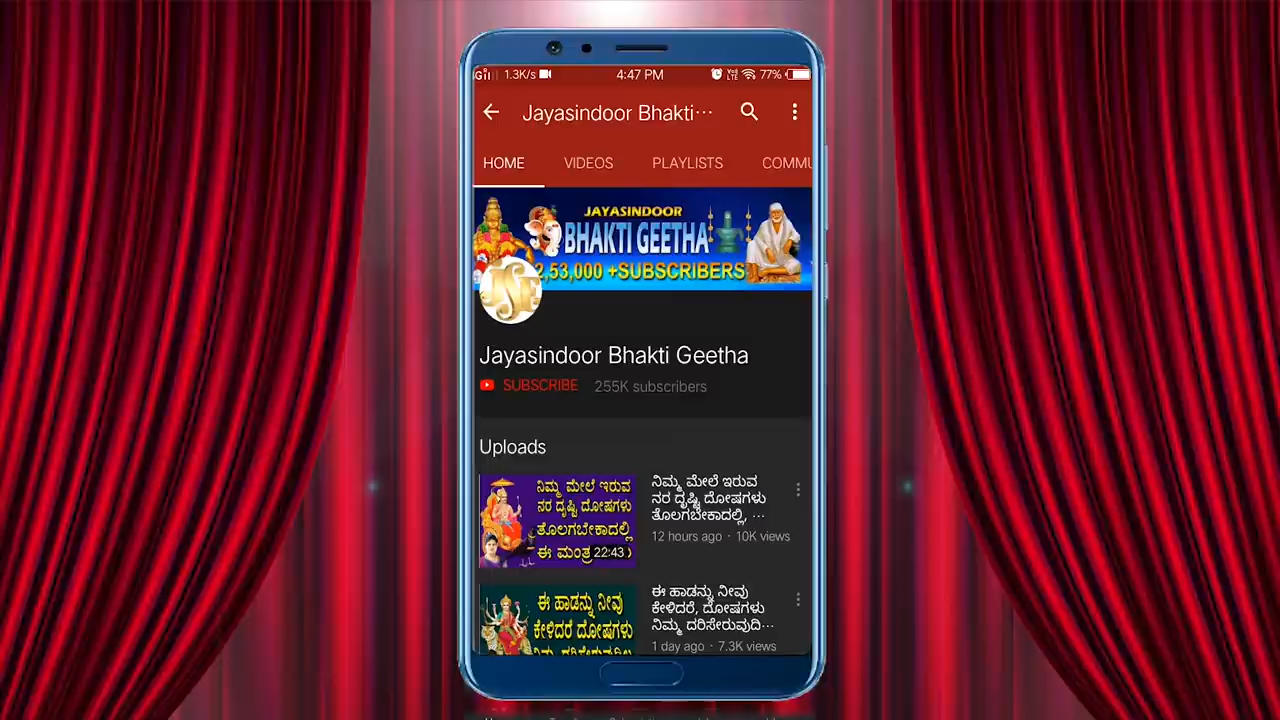 1.3K/s
4:47 PM
77%
Jayasindoor Bhakti···
HOME VIDEOS PLAYLISTS COMMU
JAYASINDOOR
BHAKTI GEETHA
2,53,000 +SUBSCRIBERS
JSE
Jayasindoor Bhakti Geetha
SUBSCRIBE 255K subscribers
Uploads
ನಿಮ್ಮ ಮೇಲೆ ಇರುವ
ನರ ದೃಷ್ಟಿ ದೋಷಗಳು
ತೊಲಗಬೇಕಾದಲ್ಲಿ
ಈ ಮಂತ್ರ
22:43
ನಿಮ್ಮ ಮೇಲೆ ಇರುವ
ನರ ದೃಷ್ಟಿ ದೋಷಗಳು
ತೊಲಗಬೇಕಾದಲ್ಲಿ, ···
12 hours ago · 10K views
ಈ ಹಾಡನ್ನು ನೀವು
ಕೇಳಿದರೆ ದೋಷಗಳು
ಈ ಹಾಡನ್ನು ನೀವು
ಕೇಳಿದರೆ, ದೋಷಗಳು
ನಿಮ್ಮ ದರಿಸೇರುವುದಿ···
1 day ago · 7.3K views